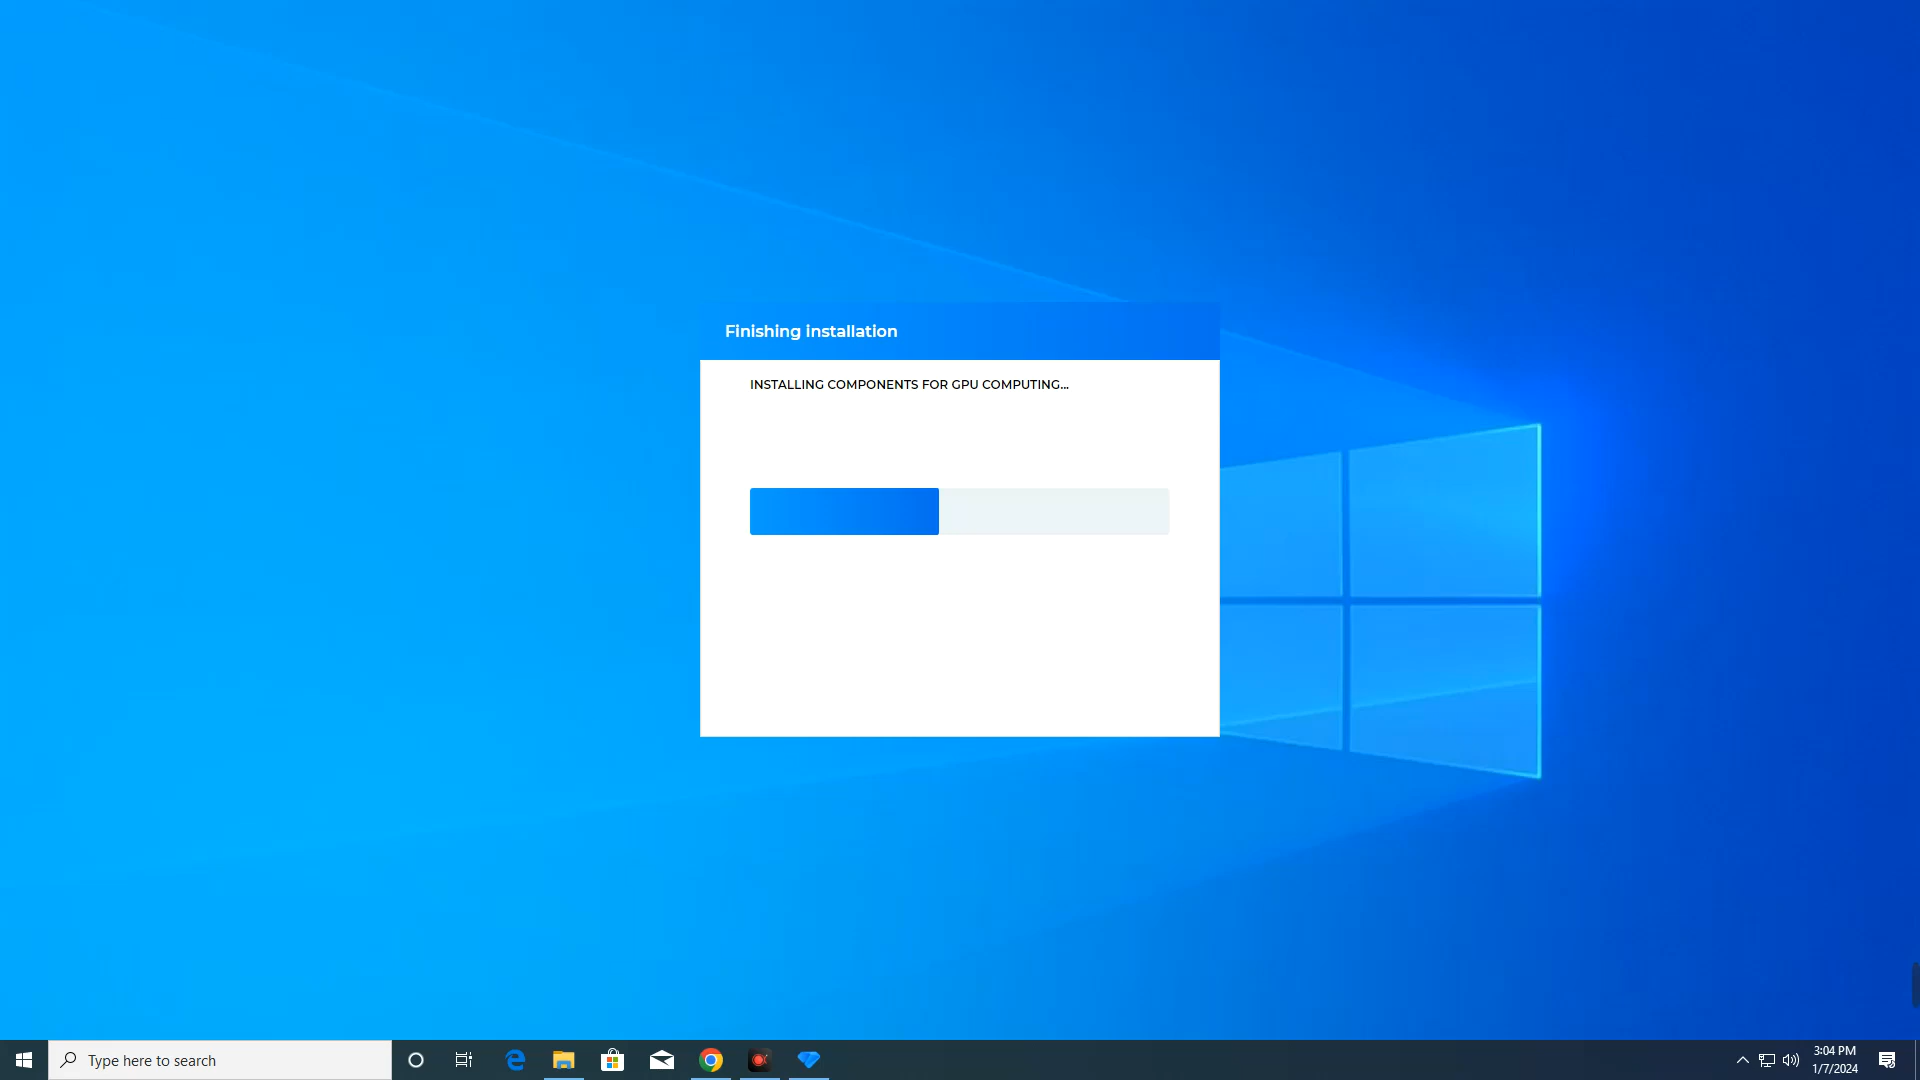 Finishing installation
INSTALLING COMPONENTS FOR GPU COMPUTING...
Type here to search
3:04 PM
1/7/2024